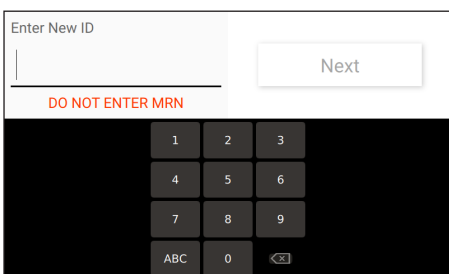 Enter New ID
Next
DO NOT ENTER MRN
1 2 3
4 5 6
7 8 9
ABC 0